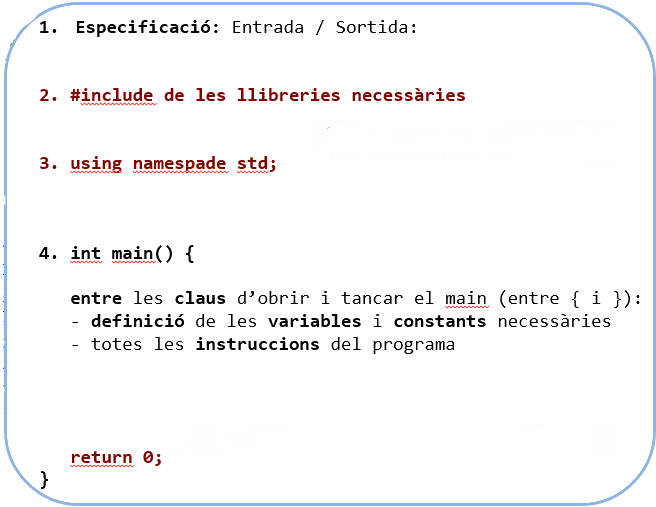 1. Especificació: Entrada / Sortida:
2. #include de les llibreries necessàries
3. using namespade std;
4. int main() {
entre les claus d’obrir i tancar el main (entre { i }):
- definició de les variables i constants necessàries
- totes les instruccions del programa
return 0;
}